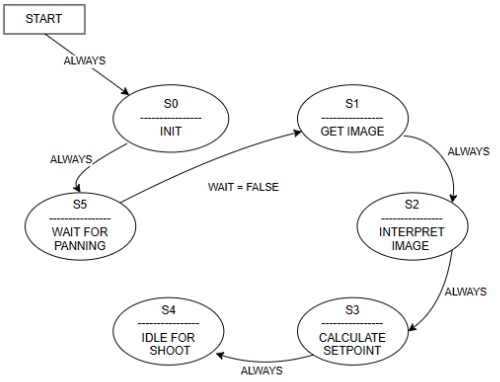 START
ALWAYS
S0
----------------
INIT
S1
----------------
GET IMAGE
ALWAYS
ALWAYS
WAIT = FALSE
S5
----------------
WAIT FOR
PANNING
S2
----------------
INTERPRET
IMAGE
ALWAYS
S4
----------------
IDLE FOR
SHOOT
S3
----------------
CALCULATE
SETPOINT
ALWAYS